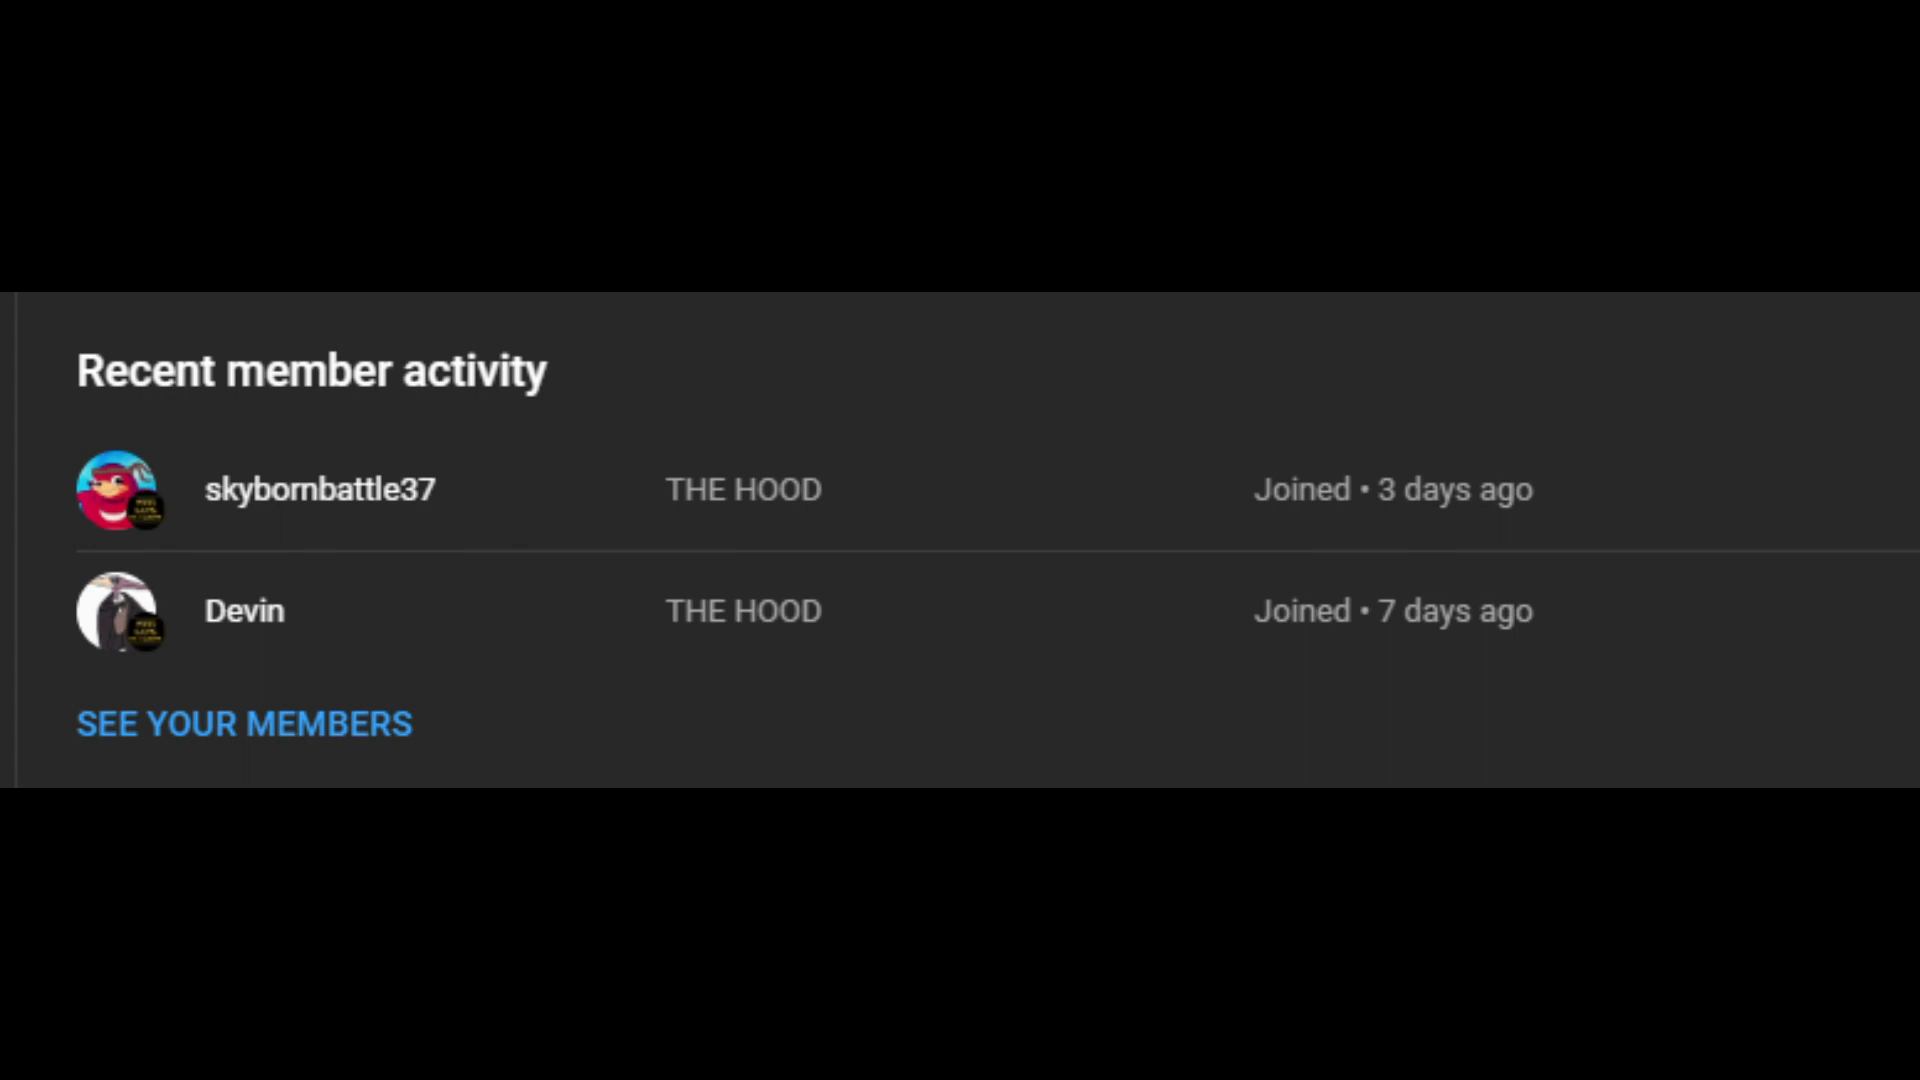 Recent member activity
skybornbattle37 THE HOOD Joined • 3 days ago
Devin THE HOOD Joined • 7 days ago
SEE YOUR MEMBERS